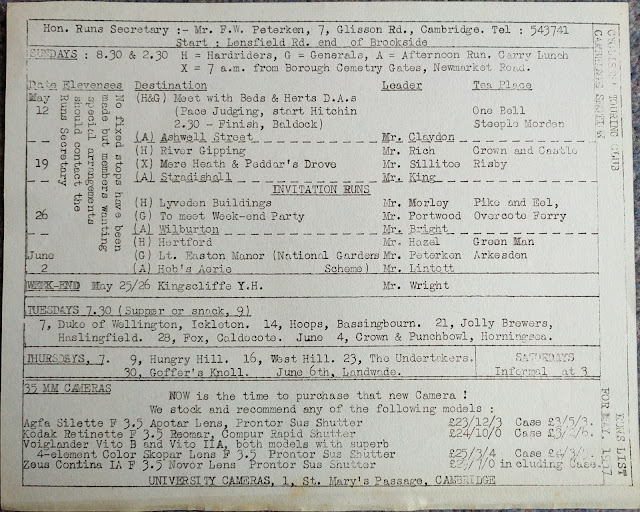 Hon. Runs Secretary :- Mr. F.W. Peterken, 7, Glisson Rd., Cambridge. Tel : 543741
Start : Lensfield Rd. end of Brookside
SUNDAYS : 8.30 & 2.30 H = Hardriders, G = Generals, A = Afternoon Run. Carry Lunch
X = 7 a.m. from Borough Cemetry Gates, Newmarket Road.
CYCLISTS' TOURING CLUB
CAMBRIDGE SECTION
Date Elevenses Destination Leader Tea Place
No fixed stops have been
made but members wanting
special arrangements
should contact the
Runs Secretary
May (H&G) Meet with Beds & Herts D.A.s
12 (Pace Judging, start Hitchin One Bell
2.30 - Finish, Baldock) Steeple Morden
(A) Ashwell Street Mr. Claydon
(H) River Gipping Mr. Rich Crown and Castle
19 (X) Mere Heath & Peddar's Drove Mr. Sillitoe Risby
(A) Stradishall Mr. King
INVITATION RUNS
(H) Lyveden Buildings Mr. Morley Pike and Eel,
26 (G) To meet Week-end Party Mr. Portwood Overcote Ferry
(A) Wilburton Mr. Bright
(H) Hertford Mr. Hazel Green Man
June (G) Lt. Easton Manor (National Gardens Mr. Peterken Arkesden
2 (A) Hob's Aerie Scheme) Mr. Lintott
WEEK-END May 25/26 Kingscliffe Y.H. Mr. Wright
TUESDAYS 7.30 (Supper or snack, 9)
7, Duke of Wellington, Ickleton. 14, Hoops, Bassingbourn. 21, Jolly Brewers,
Haslingfield. 28, Fox, Caldecote. June 4, Crown & Punchbowl, Horningsea.
THURSDAYS, 7. 9, Hungry Hill. 16, West Hill. 23, The Undertakers.
30, Goffer's Knoll. June 6th, Landwade.
SATURDAYS
Informal at 3
RUNS LIST
FOR MAY, 1957
35 MM CAMERAS
NOW is the time to purchase that new Camera !
We stock and recommend any of the following models :
Agfa Silette F 3.5 Apotar Lens, Prontor Sus Shutter £23/12/3 Case £3/5/3.
Kodak Retinette F 3.5 Reomar, Compur Rapid Shutter £24/10/0 Case
Voiglander Vito B and Vito IIA, both models with superb
4-element Color Skopar Lens F 3.5 Prontor Sus Shutter £25/3/4 Case
Zeus Contina IA F 3.5 Novor Lens Prontor Sus Shutter in cluding Case.
UNIVERSITY CAMERAS, 1, St. Mary's Passage, CAMBRIDGE